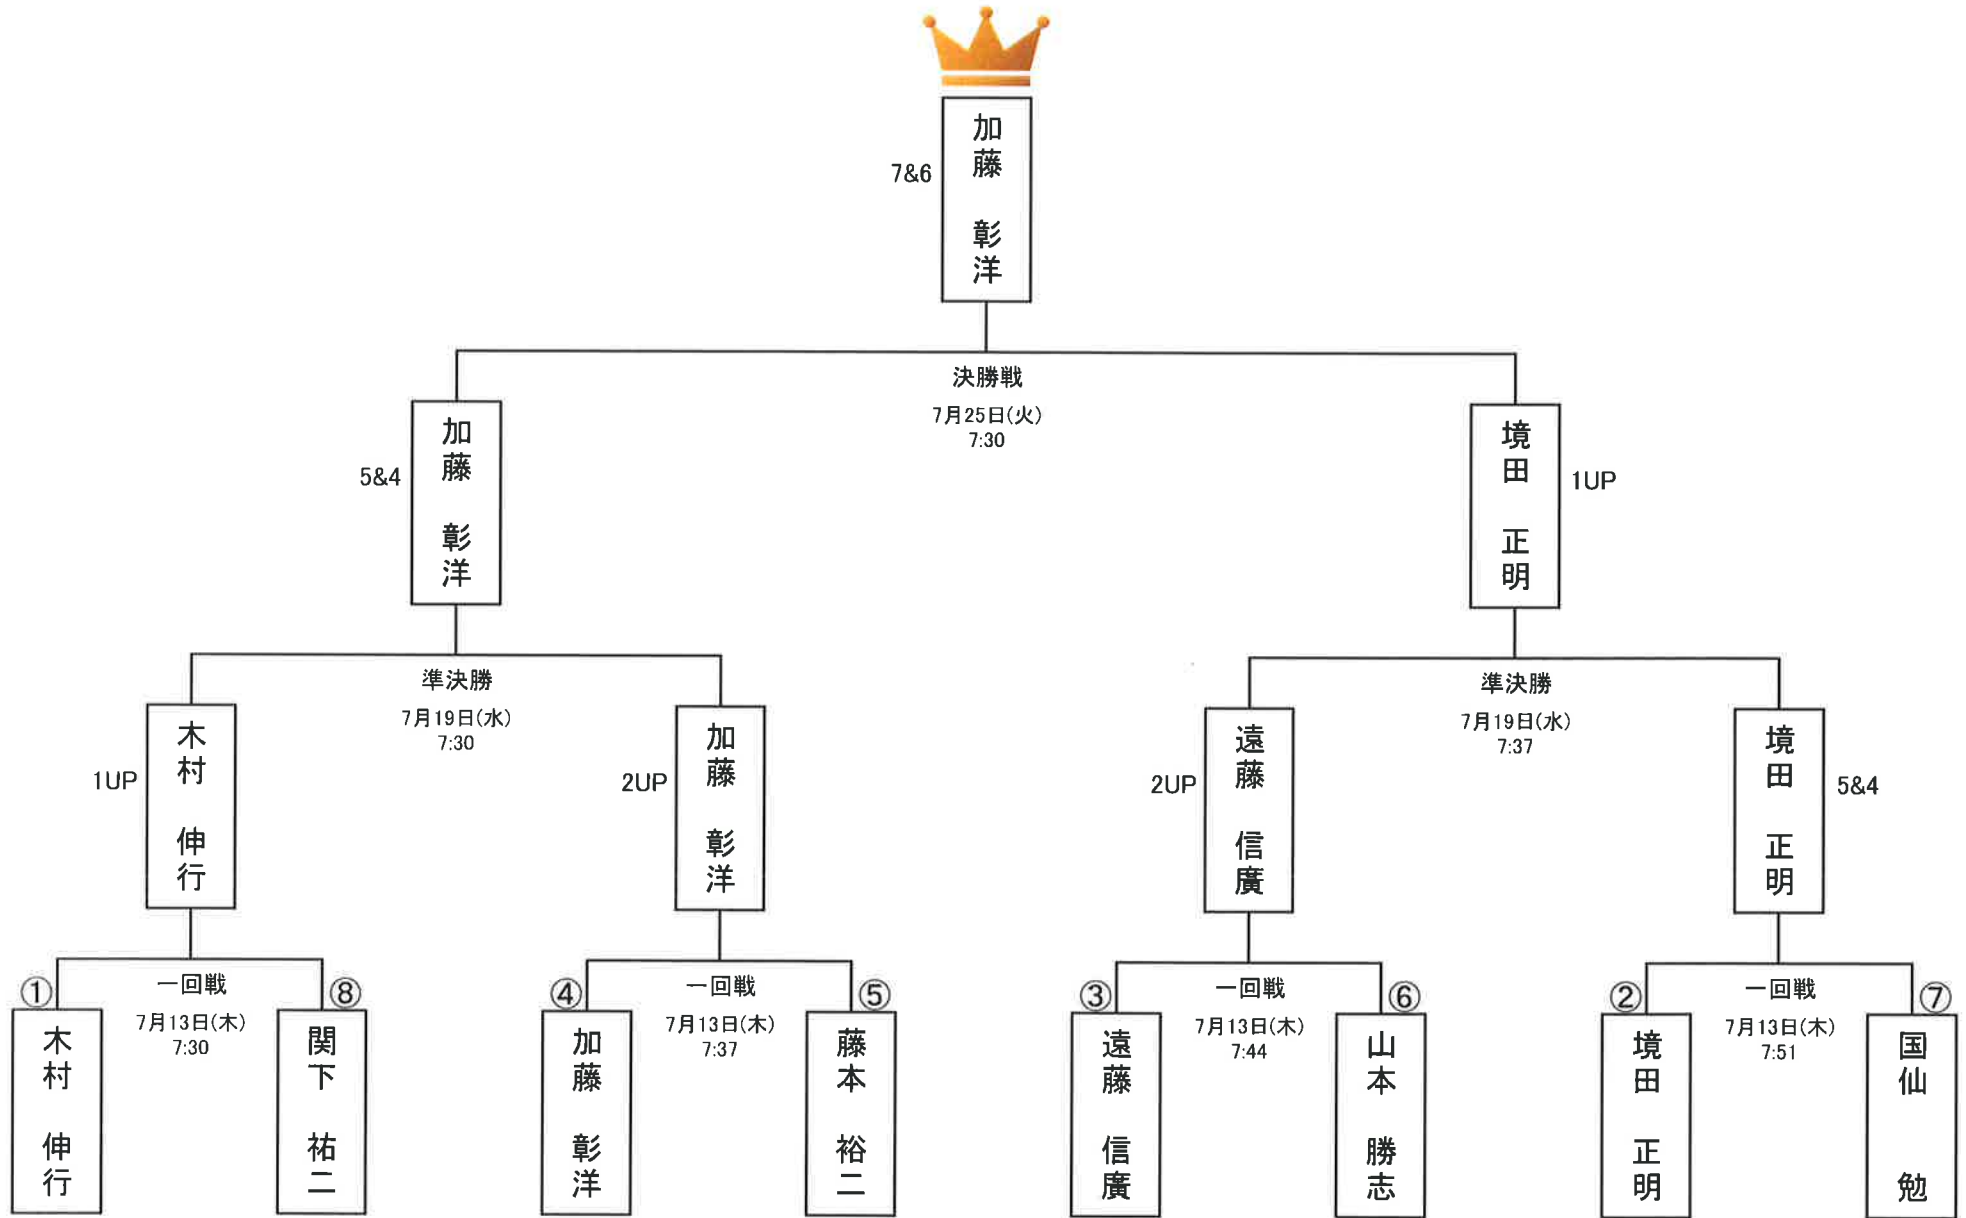 加藤 彰洋
7&6
決勝戦
7月25日(火)
7:30
加藤 彰洋
5&4
境田 正明
1UP
準決勝
7月19日(水)
7:30
準決勝
7月19日(水)
7:37
1UP
木村 伸行
2UP
加藤 彰洋
2UP
遠藤 信廣
境田 正明
5&4
①
一回戦
7月13日(木)
7:30
⑧
木村 伸行
関下 祐二
④
一回戦
7月13日(木)
7:37
⑤
加藤 彰洋
藤本 裕二
③
一回戦
7月13日(木)
7:44
⑥
遠藤 信廣
山本 勝志
②
一回戦
7月13日(木)
7:51
⑦
境田 正明
国仙 勉